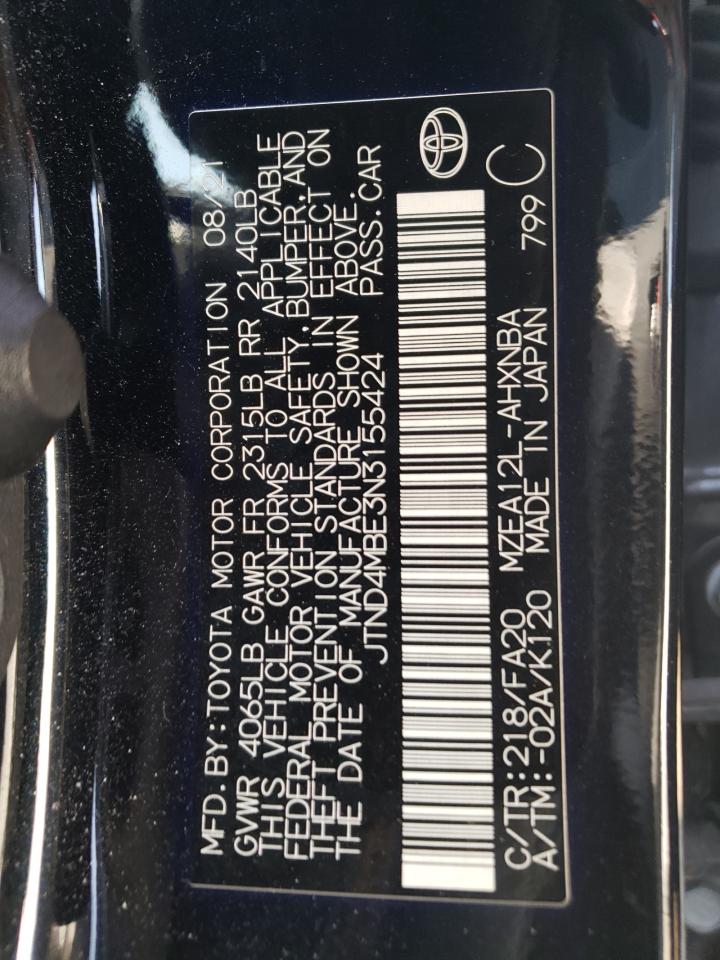 MFD. BY: TOYOTA MOTOR CORPORATION 08/21
GVWR 4065LB GAWR FR 2315LB RR 2140LB
THIS VEHICLE CONFORMS TO ALL APPLICABLE
FEDERAL MOTOR VEHICLE SAFETY, BUMPER, AND
THEFT PREVENTION STANDARDS IN EFFECT ON
THE DATE OF MANUFACTURE SHOWN ABOVE.
JTND4MBE3N3155424 PASS. CAR
C/TR: 218/FA20 MZEA12L-AHXNBA 799
A/TM: -02A/K120 MADE IN JAPAN C